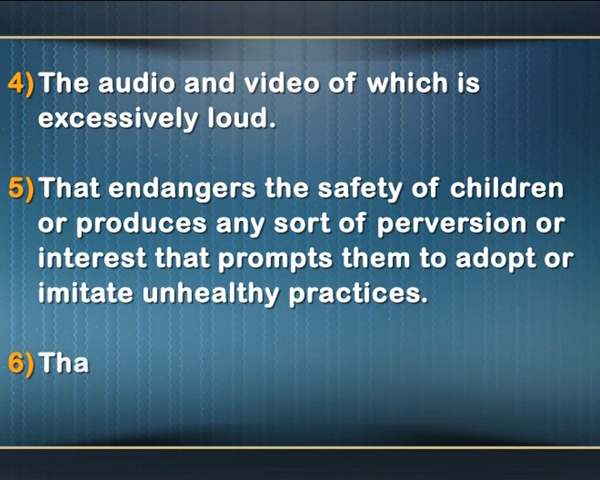 4) The audio and video of which is
excessively loud.
5) That endangers the safety of children
or produces any sort of perversion or
interest that prompts them to adopt or
imitate unhealthy practices.
6) Tha